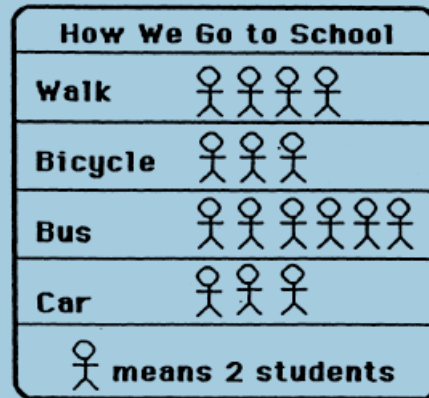 How We Go to School
Walk
Bicycle
Bus
Car
means 2 students